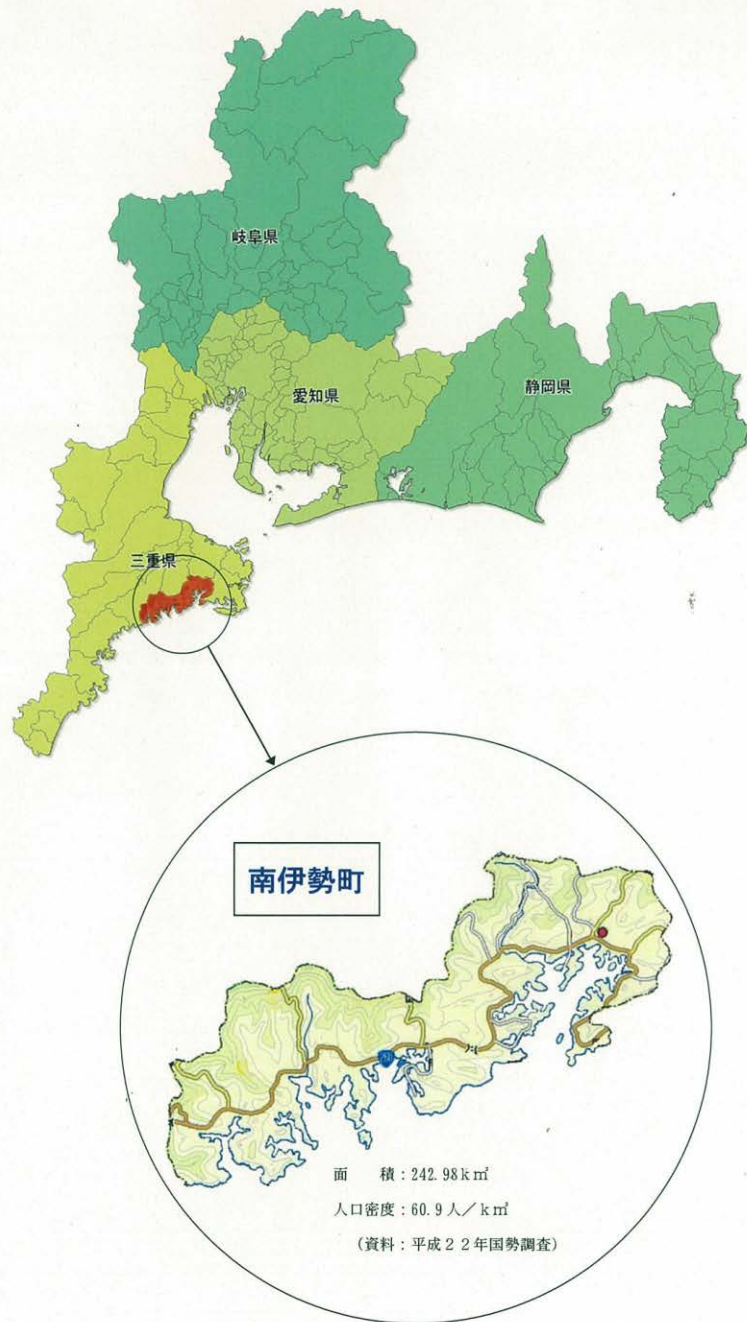 岐阜県
愛知県
静岡県
三重県
南伊勢町
面　　積：242.98ｋ㎡
人口密度：60.9人／ｋ㎡
（資料：平成２２年国勢調査）